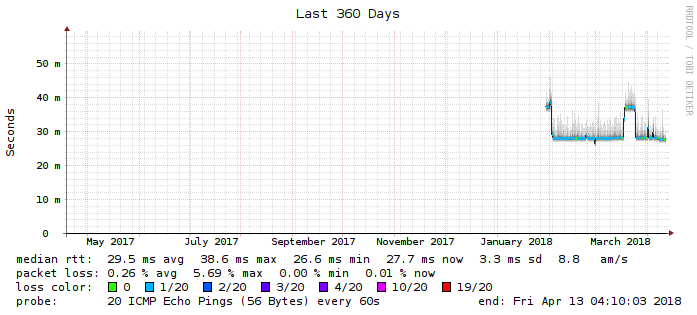 Last 360 Days
RRDTOOL / TOBI OETIKER
Seconds
50 m
40 m
30 m
20 m
10 m
0
May 2017 July 2017 September 2017 November 2017 January 2018 March 2018
median rtt: 29.5 ms avg 38.6 ms max 26.6 ms min 27.7 ms now 3.3 ms sd 8.8 am/s
packet loss: 0.26 % avg 5.69 % max 0.00 % min 0.01 % now
loss color: 0 1/20 2/20 3/20 4/20 10/20 19/20
probe: 20 ICMP Echo Pings (56 Bytes) every 60s end: Fri Apr 13 04:10:03 2018